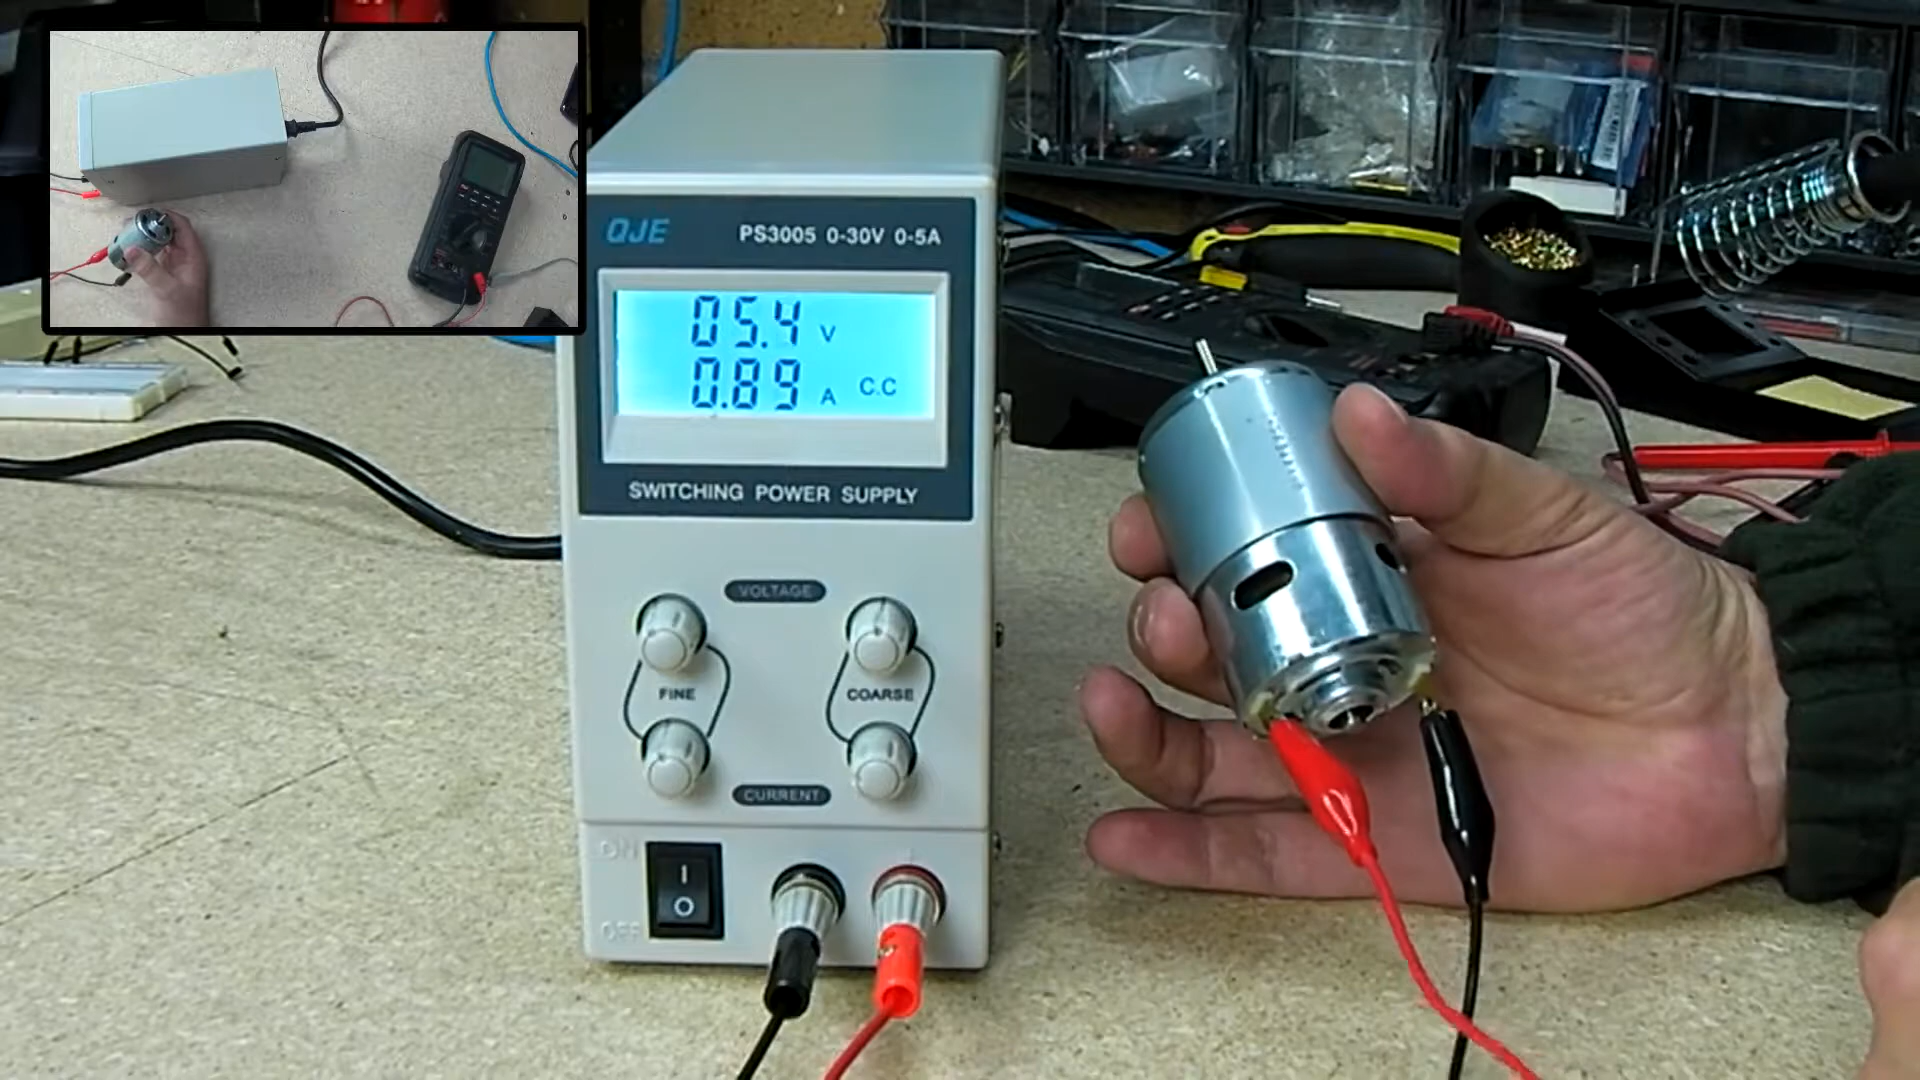 QJE
PS3005 0-30V 0-5A
05.4 V
0.89 A C.C
SWITCHING POWER SUPPLY
VOLTAGE
FINE
COARSE
CURRENT
ON
I
O
OFF